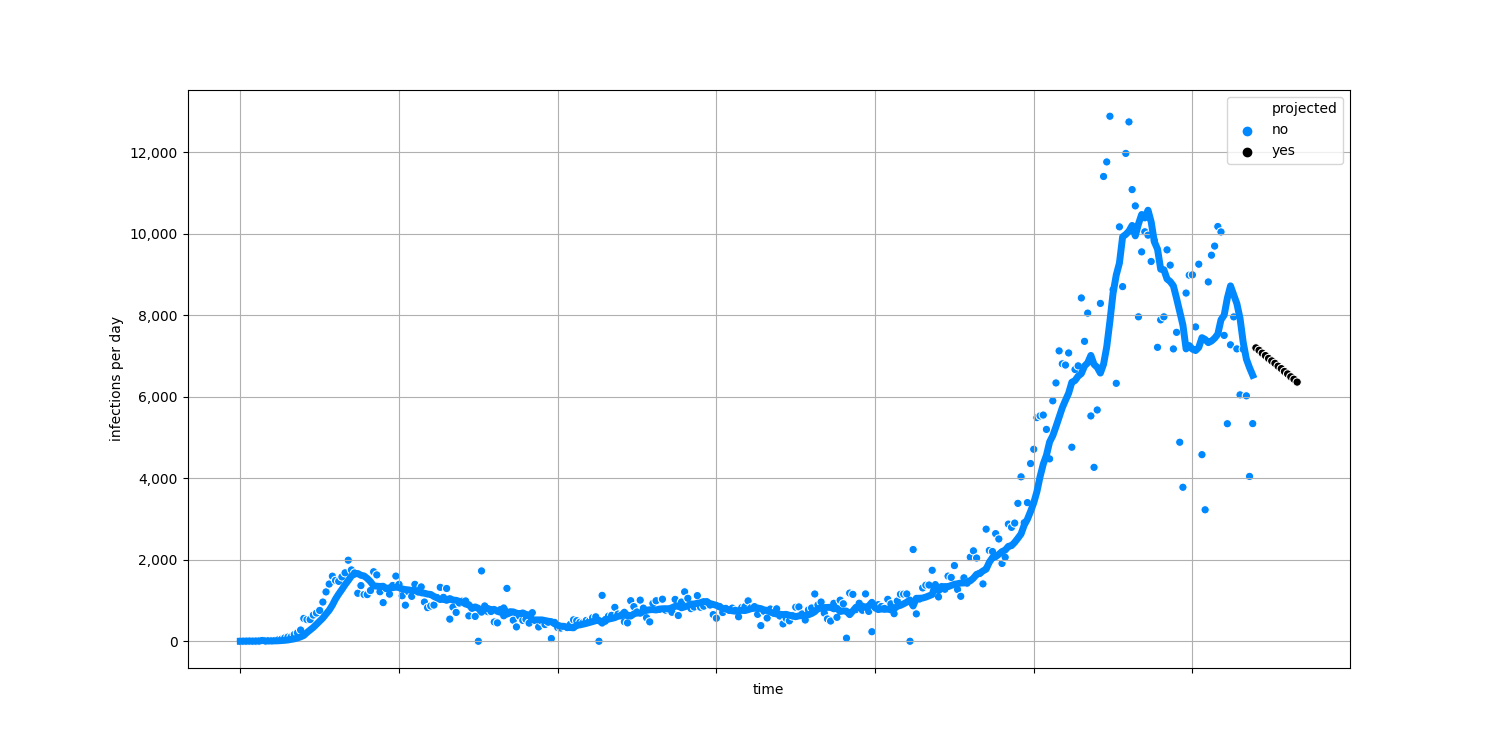 projected
no
yes
12,000
10,000
8,000
6,000
4,000
2,000
0
infections per day
time